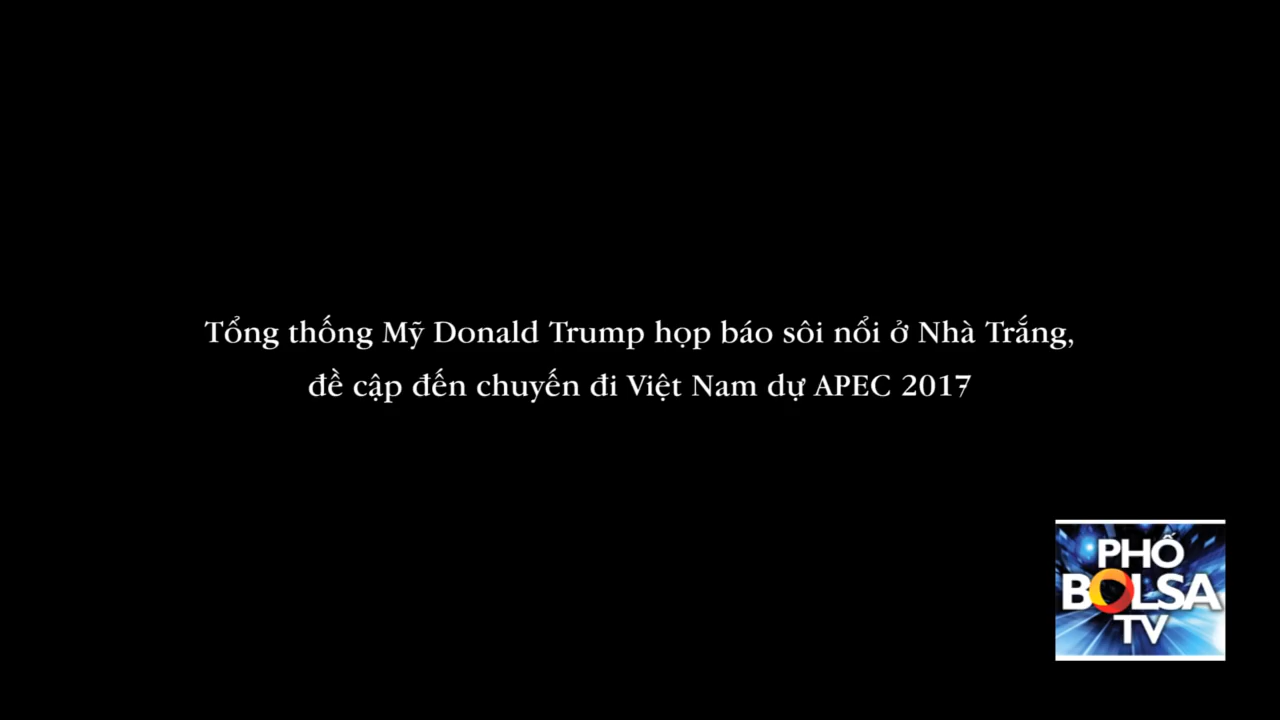 Tổng thống Mỹ Donald Trump họp báo sôi nổi ở Nhà Trắng,
đề cập đến chuyến đi Việt Nam dự APEC 2017
PHỐ
BOLSA
TV